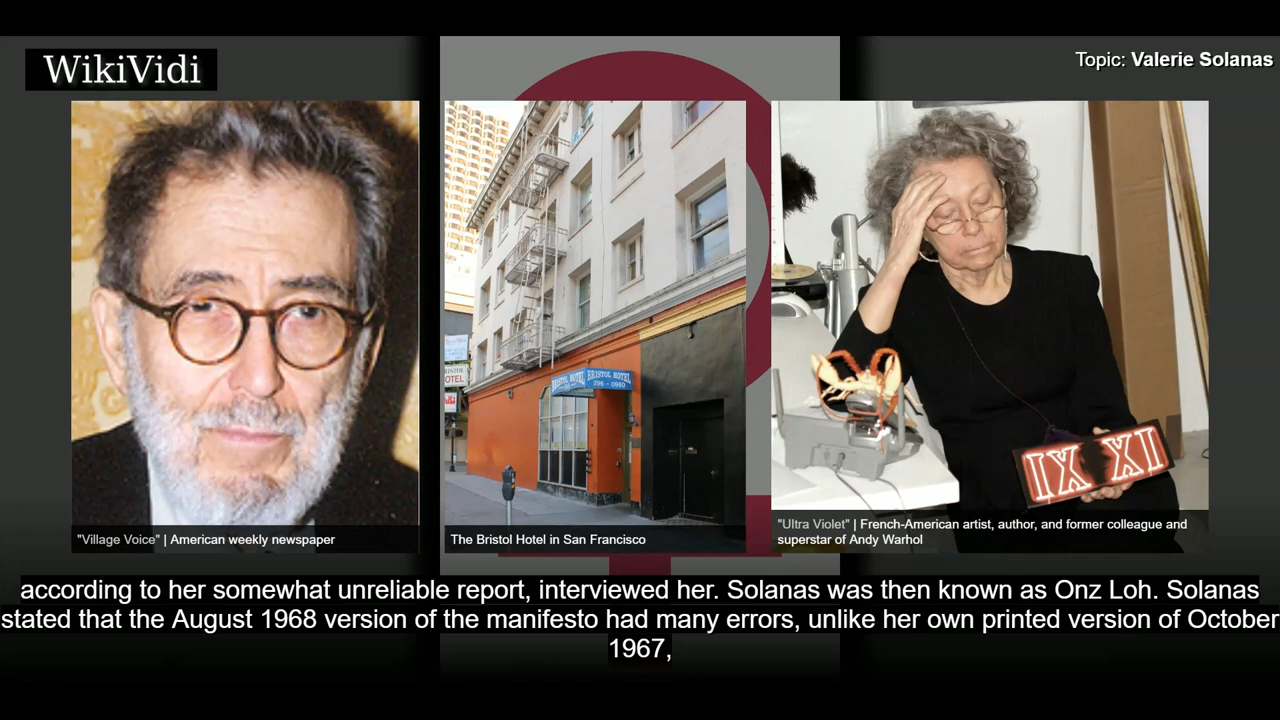 WikiVidi
Topic: Valerie Solanas
BRISTOL HOTEL
BRISTOL HOTEL
296-0980
OTEL
IX XI
"Village Voice" | American weekly newspaper
The Bristol Hotel in San Francisco
"Ultra Violet" | French-American artist, author, and former colleague and
superstar of Andy Warhol
according to her somewhat unreliable report, interviewed her. Solanas was then known as Onz Loh. Solanas
stated that the August 1968 version of the manifesto had many errors, unlike her own printed version of October
1967,